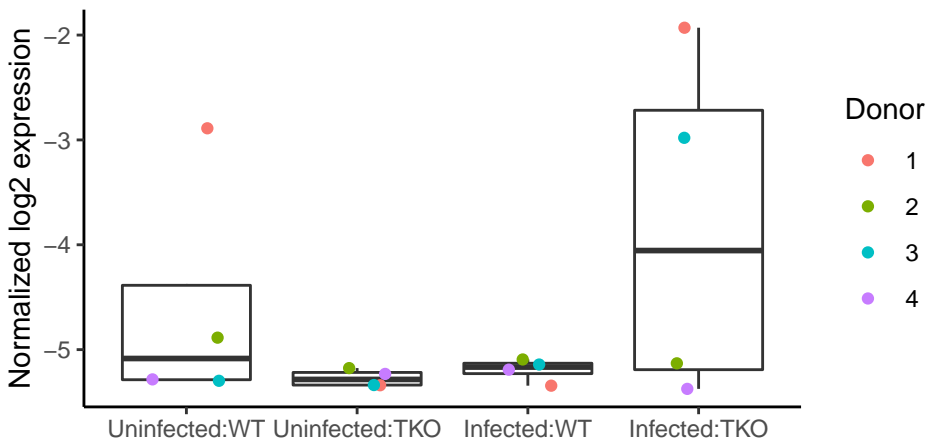 Normalized log2 expression
−2
−3
−4
−5
Uninfected:WT
Uninfected:TKO
Infected:WT
Infected:TKO
Donor
1
2
3
4